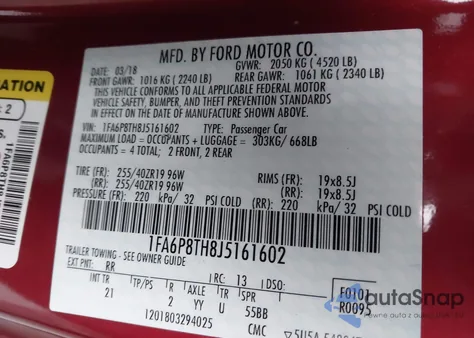 MFD. BY FORD MOTOR CO.
DATE: 03/18 GVWR: 2050 KG ( 4520 LB)
FRONT GAWR: 1016 KG ( 2240 LB) REAR GAWR: 1061 KG ( 2340 LB)
THIS VEHICLE CONFORMS TO ALL APPLICABLE FEDERAL MOTOR
VEHICLE SAFETY, BUMPER, AND THEFT PREVENTION STANDARDS
IN EFFECT ON THE DATE OF MANUFACTURE SHOWN ABOVE.
VIN: 1FA6P8TH8J5161602 TYPE: Passenger Car
MAXIMUM LOAD = OCCUPANTS + LUGGAGE = 303KG/ 668LB
OCCUPANTS = 4 TOTAL; 2 FRONT, 2 REAR
TIRE (FR): 255/40ZR19 96W RIMS (FR): 19x8.5J
(RR): 255/40ZR19 96W (RR): 19x8.5J
PRESSURE (FR): 220 kPa/ 32 PSI COLD (RR): 220 kPa/ 32 PSI COLD
1FA6P8TH8J5161602
TRAILER TOWING - SEE OWNER GUIDE
EXT PNT: RR RC: 13 DSO: F0101
INT TR TP/PS R AXLE TR SPR R0095
21 2 YY U 55BB
1201803294025 CMC
autoSnap
2